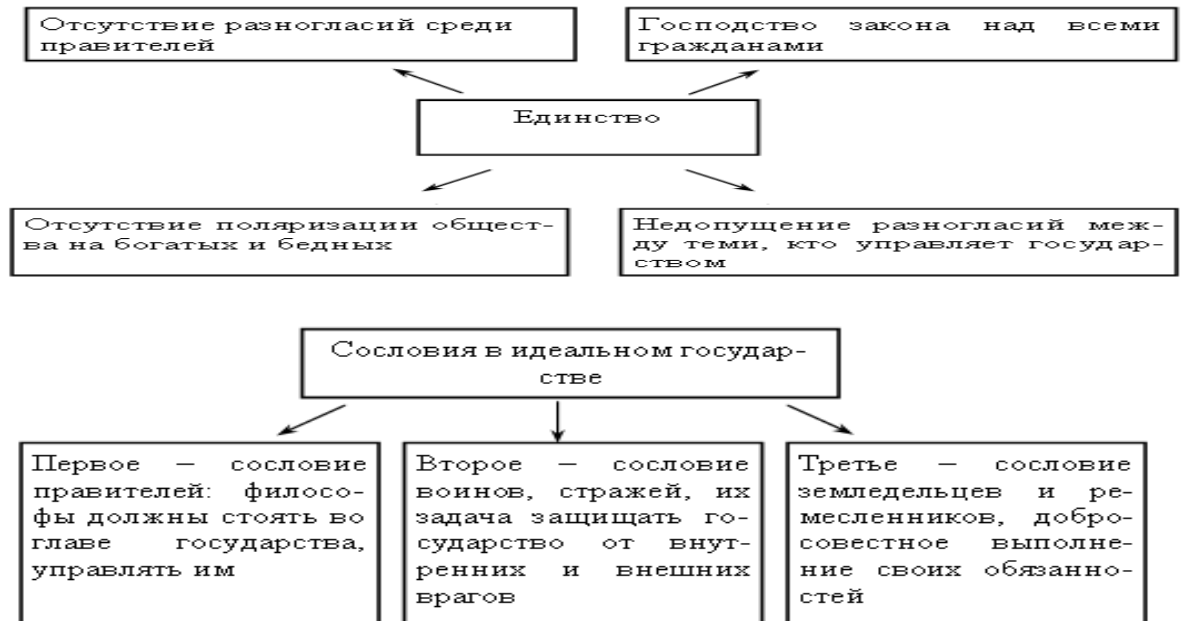 Отсутствие разногласий среди
правителей
Господство закона над всеми
гражданами
Единство
Отсутствие поляризации общест-
ва на богатых и бедных
Недопущение разногласий меж-
ду теми, кто управляет государ-
ством
Сословия в идеальном государ-
стве
Первое – сословие
правителей: филосо-
фы должны стоять во
главе государства,
управлять им
Второе – сословие
воинов, стражей, их
задача защищать го-
сударство от внут-
ренних и внешних
врагов
Третье – сословие
земледельцев и ре-
месленников, добро-
совестное выполне-
ние своих обязанно-
стей